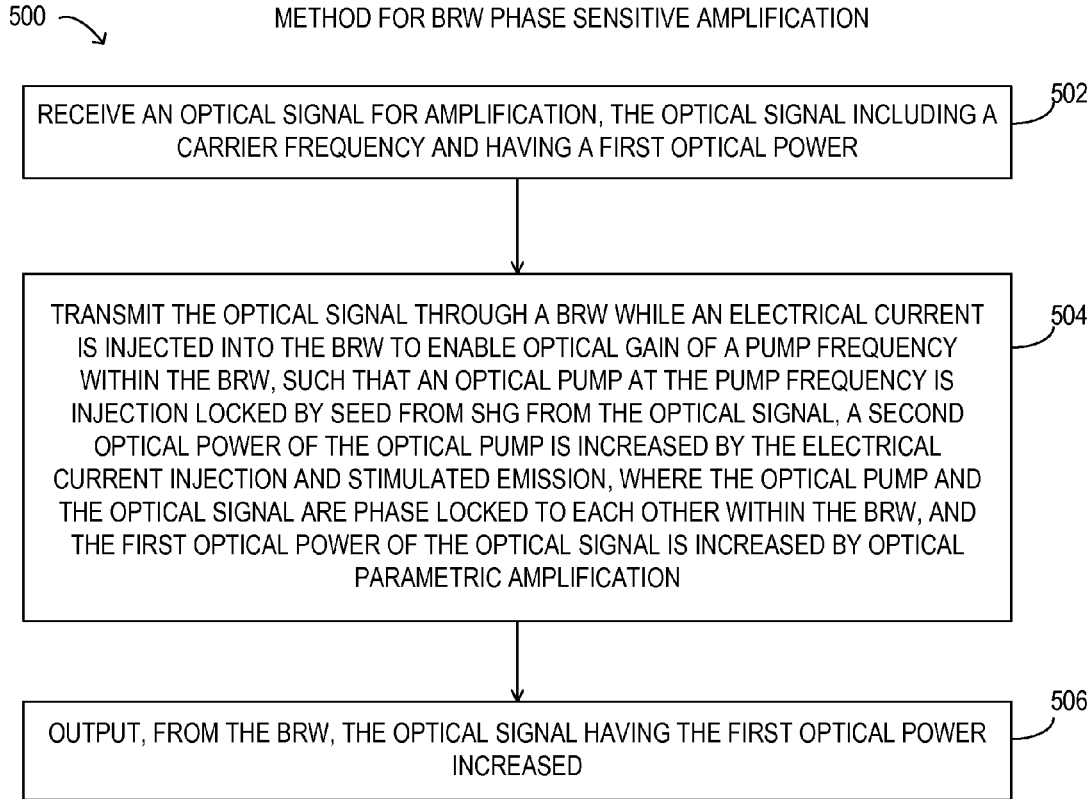 500
METHOD FOR BRW PHASE SENSITIVE AMPLIFICATION
502
RECEIVE AN OPTICAL SIGNAL FOR AMPLIFICATION, THE OPTICAL SIGNAL INCLUDING A
CARRIER FREQUENCY AND HAVING A FIRST OPTICAL POWER
504
TRANSMIT THE OPTICAL SIGNAL THROUGH A BRW WHILE AN ELECTRICAL CURRENT
IS INJECTED INTO THE BRW TO ENABLE OPTICAL GAIN OF A PUMP FREQUENCY
WITHIN THE BRW, SUCH THAT AN OPTICAL PUMP AT THE PUMP FREQUENCY IS
INJECTION LOCKED BY SEED FROM SHG FROM THE OPTICAL SIGNAL, A SECOND
OPTICAL POWER OF THE OPTICAL PUMP IS INCREASED BY THE ELECTRICAL
CURRENT INJECTION AND STIMULATED EMISSION, WHERE THE OPTICAL PUMP AND
THE OPTICAL SIGNAL ARE PHASE LOCKED TO EACH OTHER WITHIN THE BRW, AND
THE FIRST OPTICAL POWER OF THE OPTICAL SIGNAL IS INCREASED BY OPTICAL
PARAMETRIC AMPLIFICATION
506
OUTPUT, FROM THE BRW, THE OPTICAL SIGNAL HAVING THE FIRST OPTICAL POWER
INCREASED